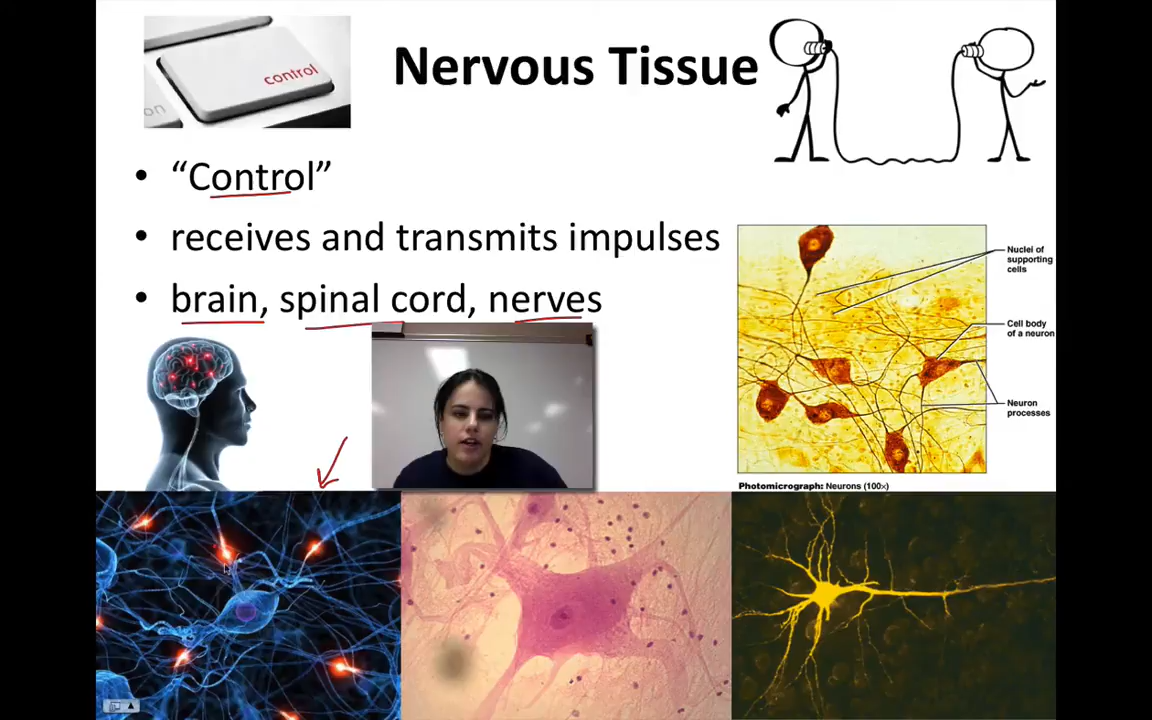 control
on
Nervous Tissue
• “Control”
• receives and transmits impulses
• brain, spinal cord, nerves
Nuclei of
supporting
cells
Cell body
of a neuron
Neuron
processes
Photomicrograph: Neurons (100×)